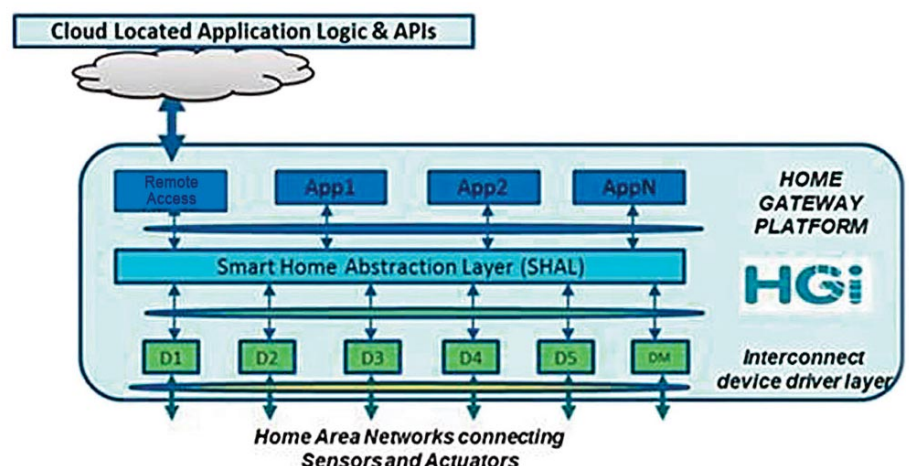 Cloud Located Application Logic & APIs
Remote
Access
App1
App2
AppN
HOME
GATEWAY
PLATFORM
Smart Home Abstraction Layer (SHAL)
HGi
D1
D2
D3
D4
D5
DM
Interconnect
device driver layer
Home Area Networks connecting
Sensors and Actuators